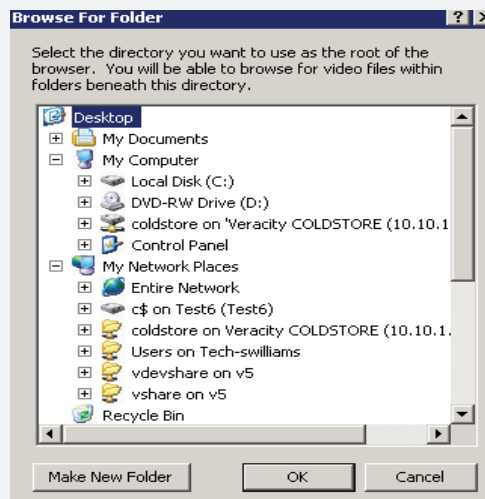 Browse For Folder
Select the directory you want to use as the root of the
browser. You will be able to browse for video files within
folders beneath this directory.
Desktop
My Documents
My Computer
Local Disk (C:)
DVD-RW Drive (D:)
coldstore on 'Veracity COLDSTORE (10.10.1
Control Panel
My Network Places
Entire Network
c$ on Test6 (Test6)
coldstore on Veracity COLDSTORE (10.10.1.
Users on Tech-swilliams
vdevshare on v5
vshare on v5
Recycle Bin
Make New Folder
OK
Cancel